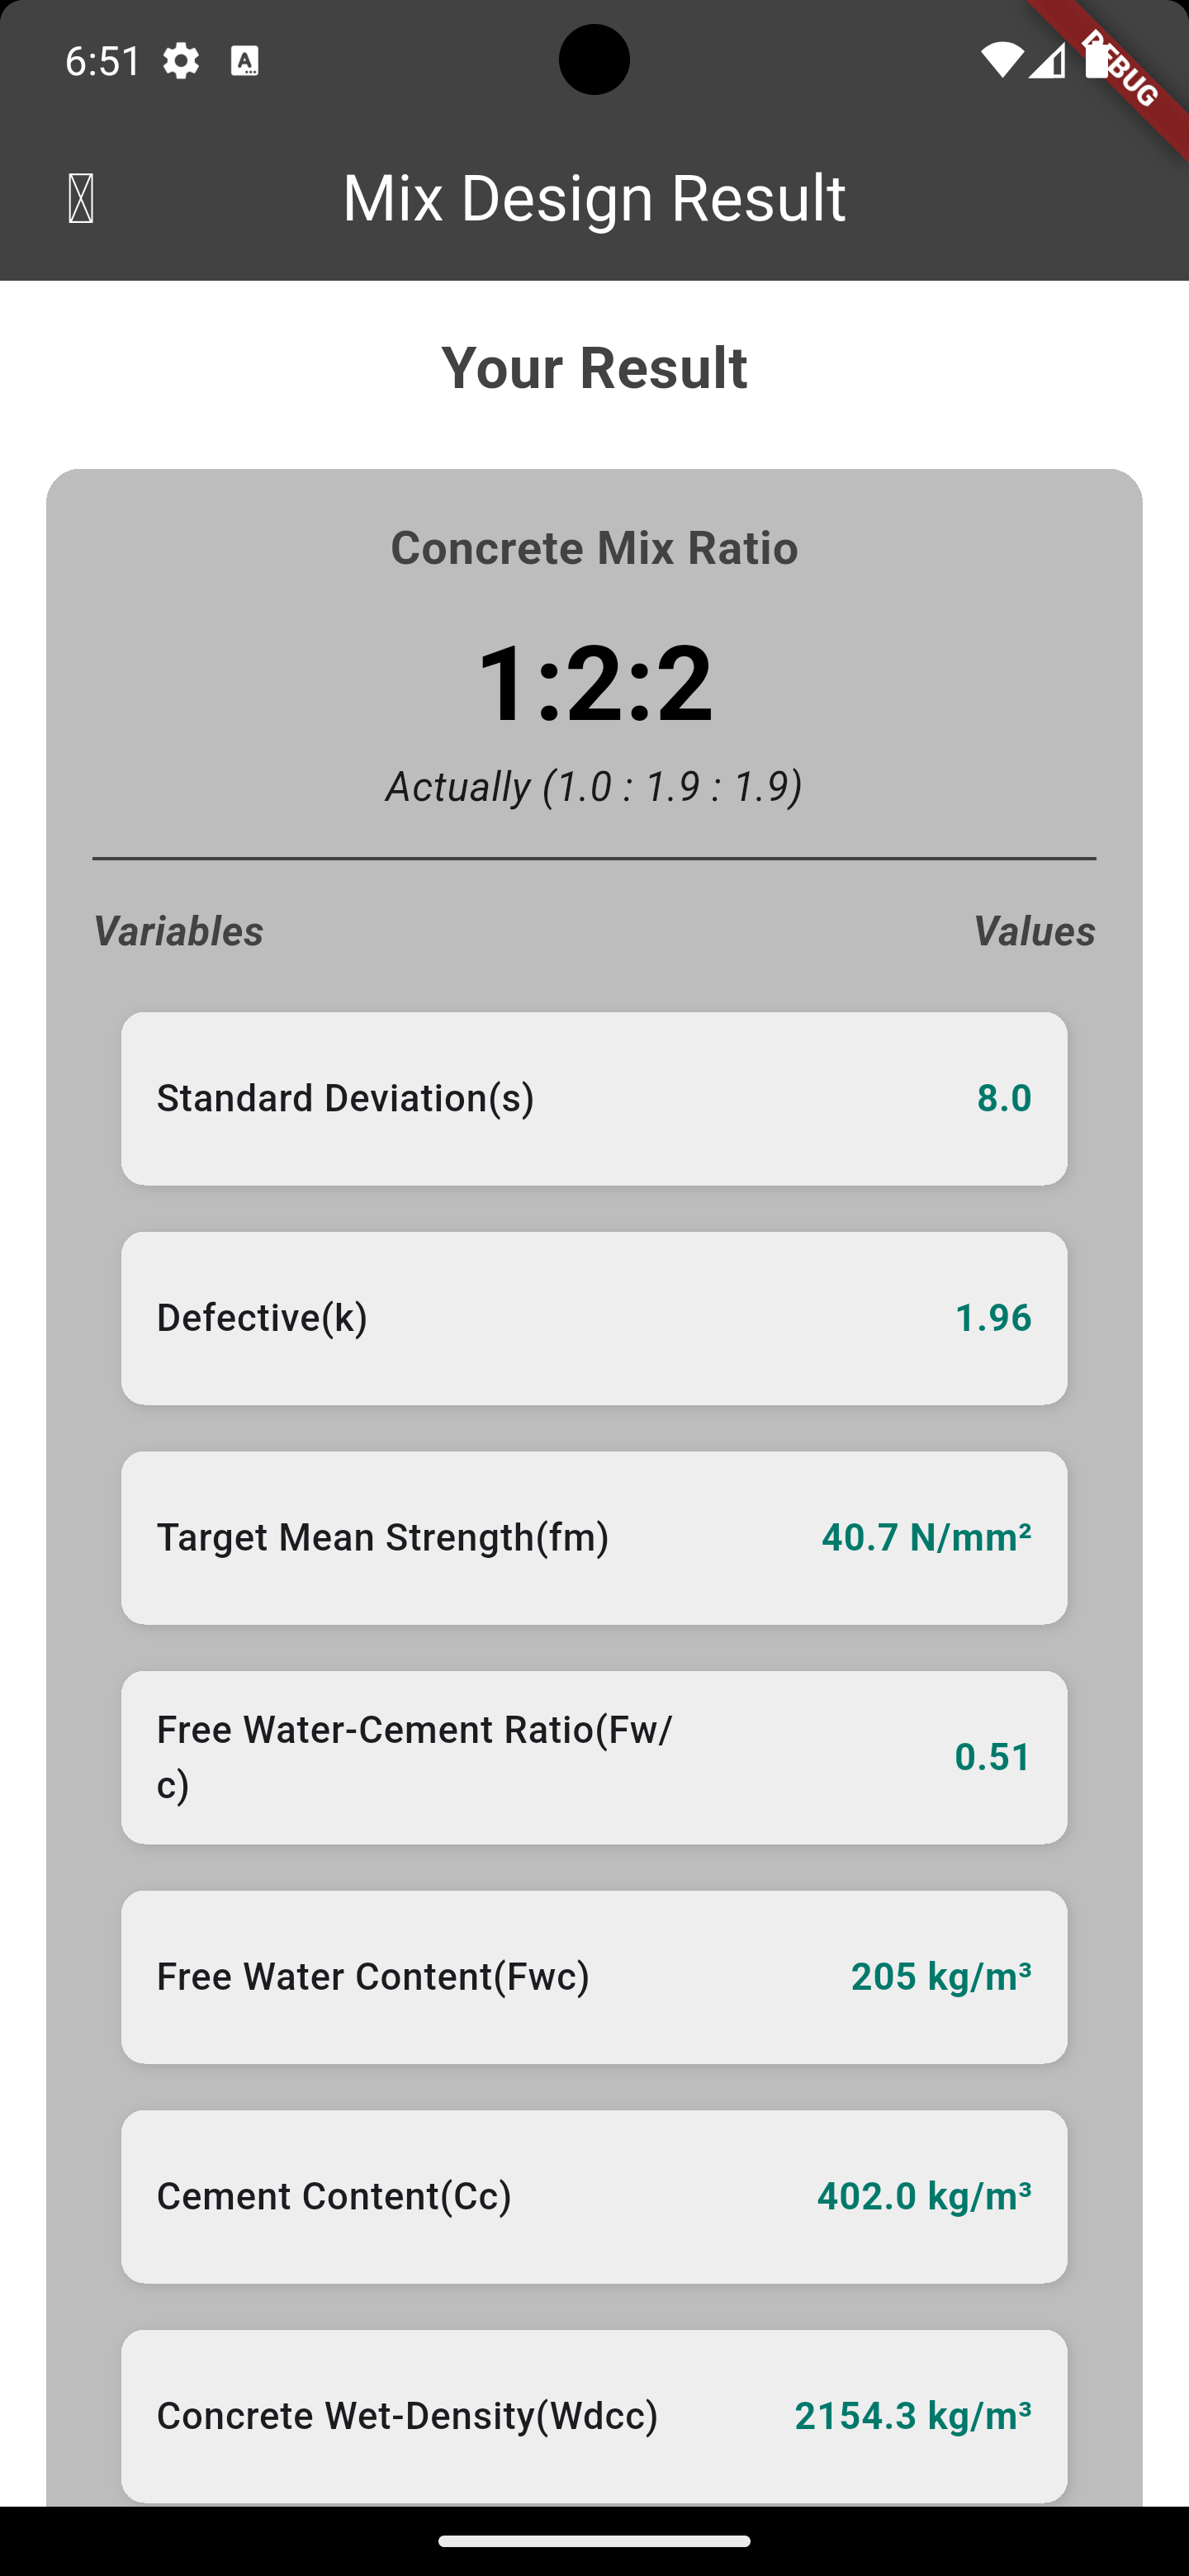 6:51
DEBUG
Mix Design Result
Your Result
Concrete Mix Ratio
1:2:2
Actually (1.0 : 1.9 : 1.9)
Variables Values
Standard Deviation(s) 8.0
Defective(k) 1.96
Target Mean Strength(fm) 40.7 N/mm²
Free Water-Cement Ratio(Fw/
c) 0.51
Free Water Content(Fwc) 205 kg/m³
Cement Content(Cc) 402.0 kg/m³
Concrete Wet-Density(Wdcc) 2154.3 kg/m³